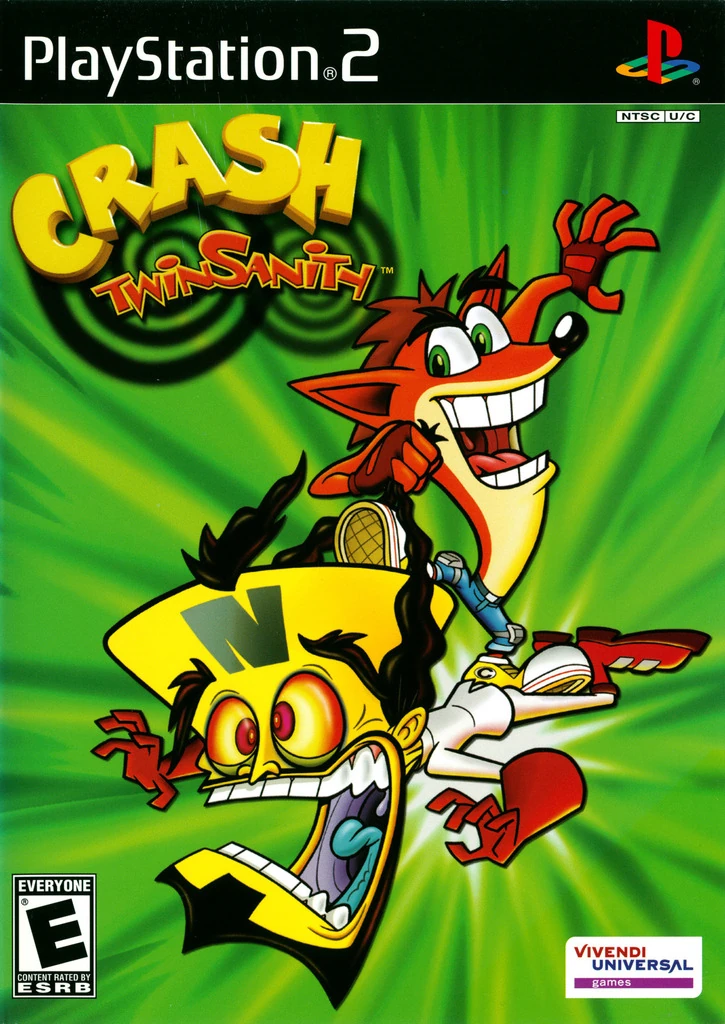 PlayStation®2
®
NTSC U/C
CRASH
TWINSANITY™
N
C
EVERYONE
®
E
CONTENT RATED BY
ESRB
VIVENDI
UNIVERSAL
games